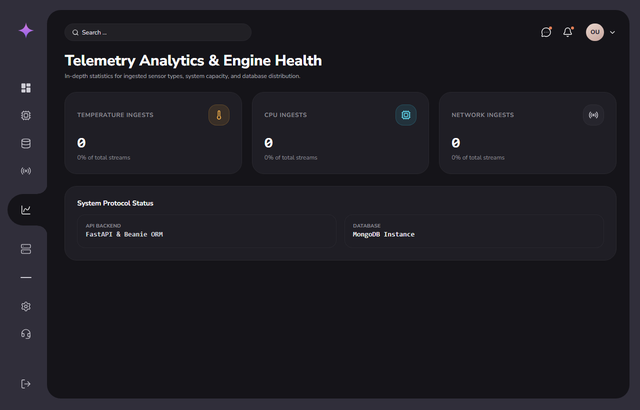 Search ...
OU
Telemetry Analytics & Engine Health
In-depth statistics for ingested sensor types, system capacity, and database distribution.
TEMPERATURE INGESTS
0
0% of total streams
CPU INGESTS
0
0% of total streams
NETWORK INGESTS
0
0% of total streams
System Protocol Status
API BACKEND
FastAPI & Beanie ORM
DATABASE
MongoDB Instance